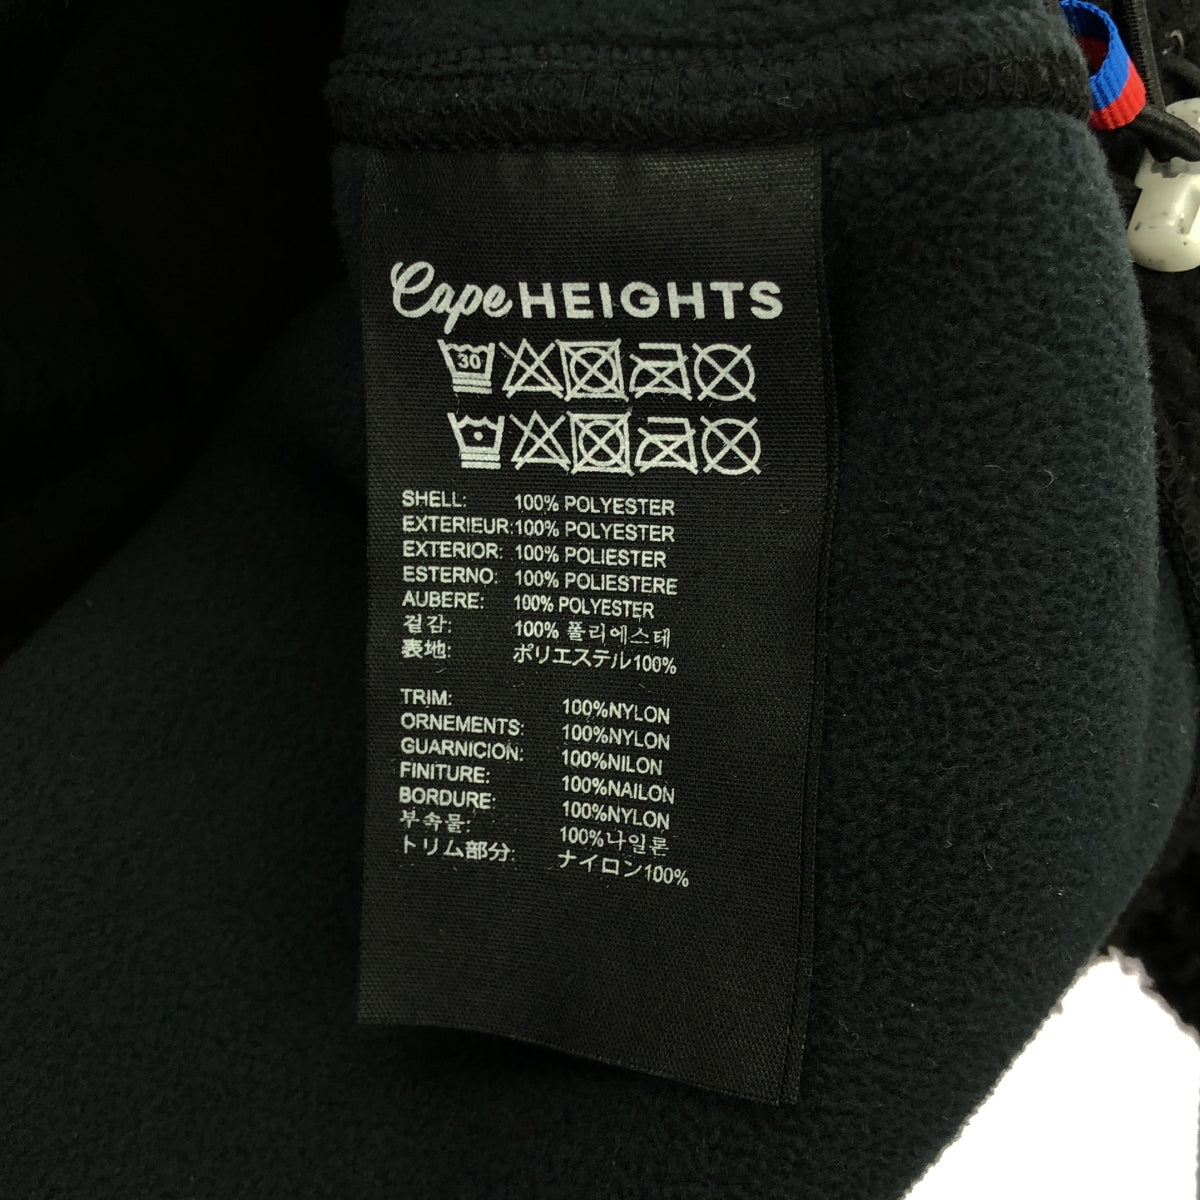 Cape HEIGHTS
30
SHELL: 100% POLYESTER
EXTERIEUR: 100% POLYESTER
EXTERIOR: 100% POLIESTER
ESTERNO: 100% POLIESTERE
AUBERE: 100% POLYESTER
겉감: 100% 폴리에스테
表地: ポリエステル100%
TRIM: 100%NYLON
ORNEMENTS: 100%NYLON
GUARNICION: 100%NILON
FINITURE: 100%NAILON
BORDURE: 100%NYLON
부속물: 100%나일론
トリム部分: ナイロン100%